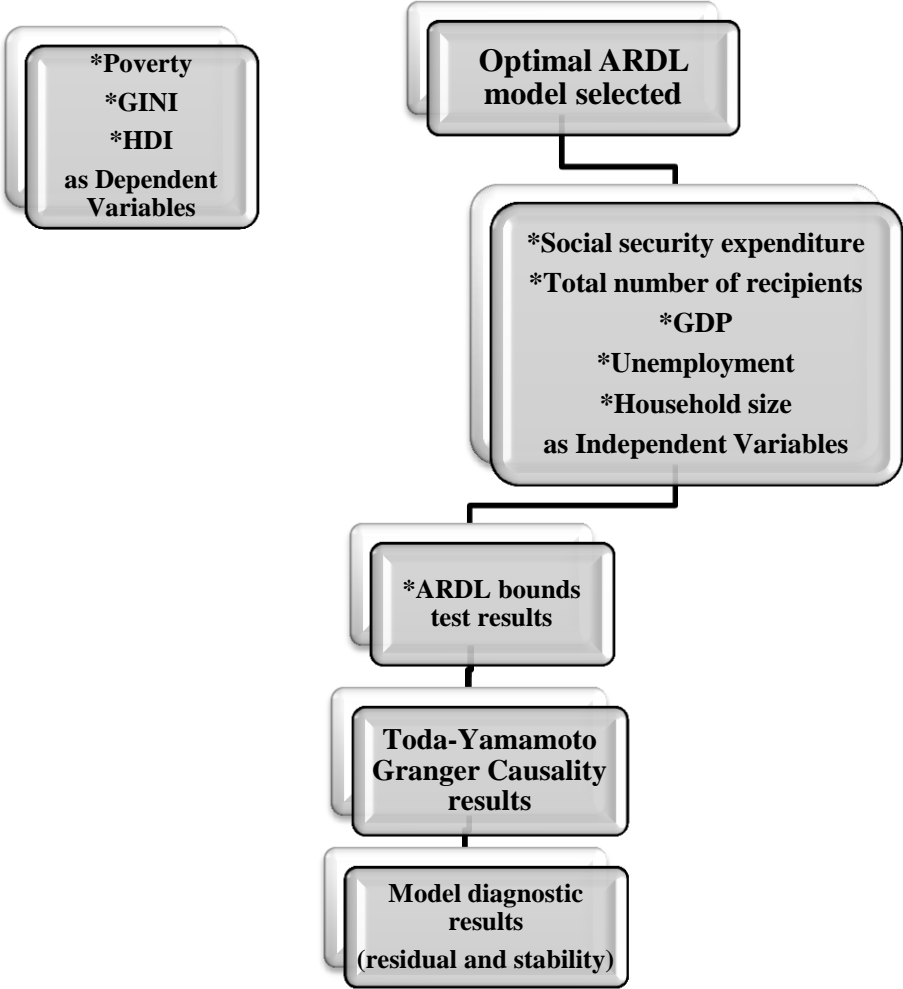 *Poverty
*GINI
*HDI
as Dependent
Variables
Optimal ARDL
model selected
*Social security expenditure
*Total number of recipients
*GDP
*Unemployment
*Household size
as Independent Variables
*ARDL bounds
test results
Toda-Yamamoto
Granger Causality
results
Model diagnostic
results
(residual and stability)